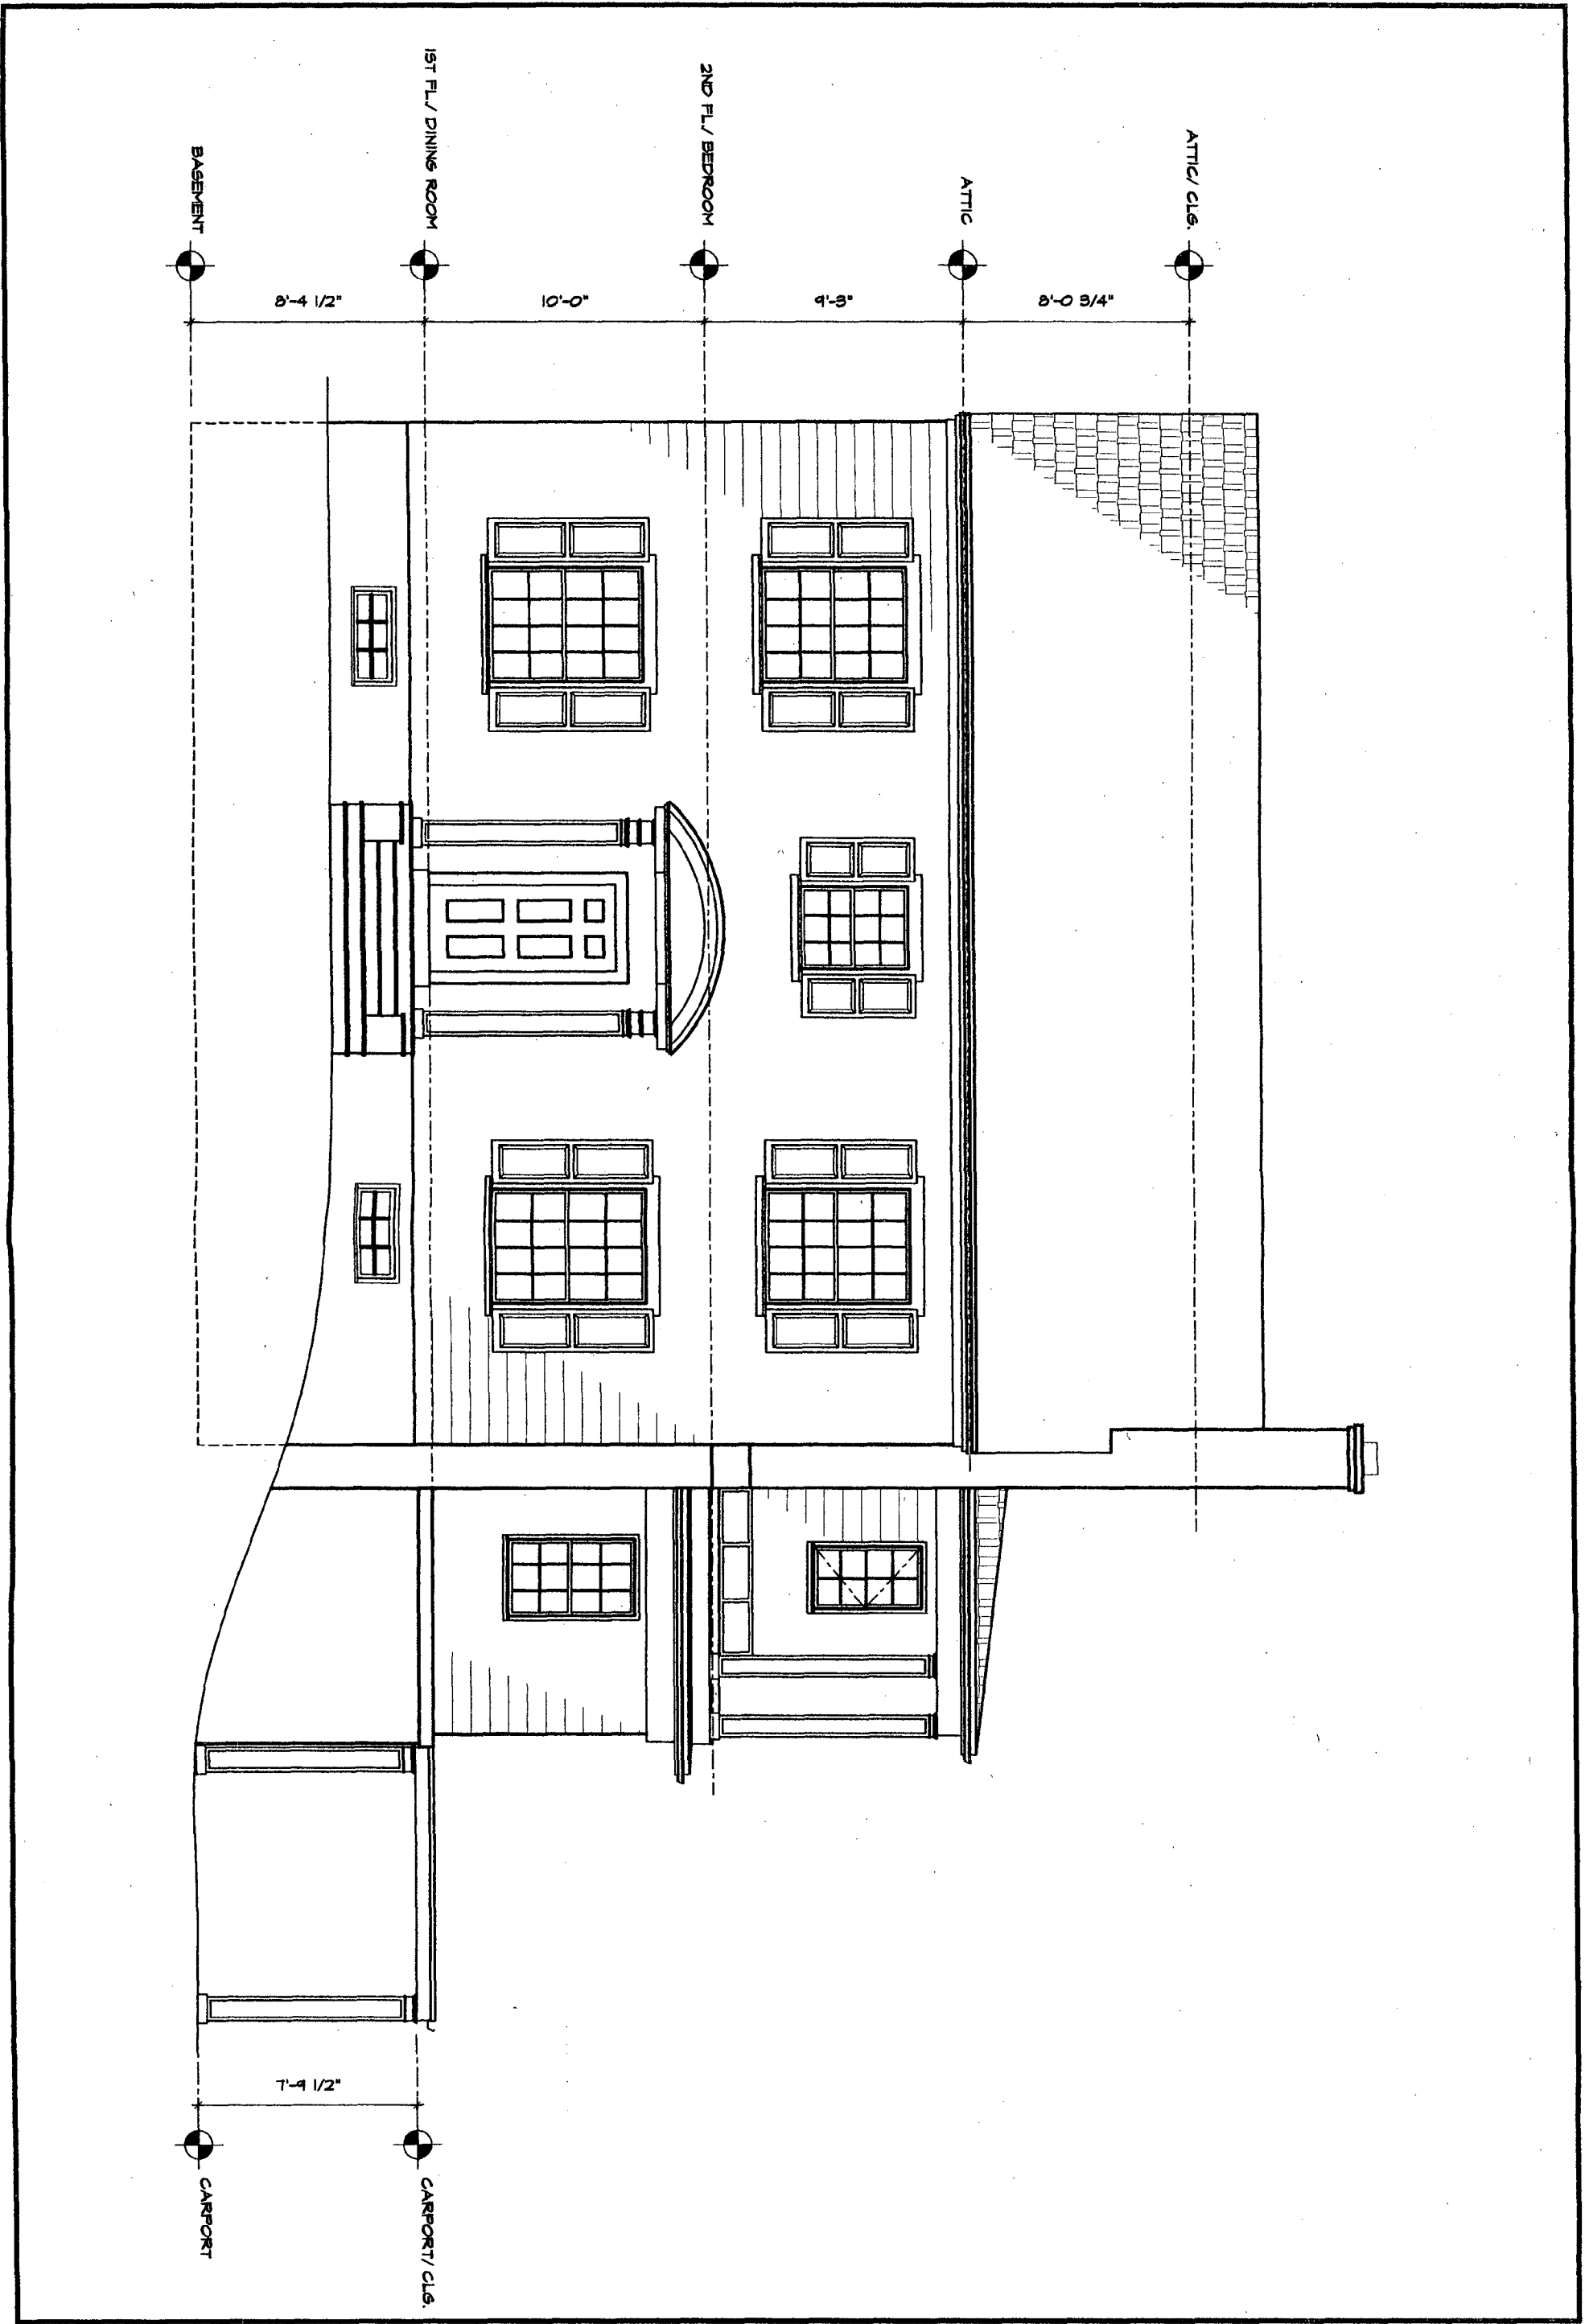 ATTIC/ CLG.
8'-0 3/4"
ATTIC
9'-3"
2ND FL./ BEDROOM
10'-0"
1ST FL./ DINING ROOM
8'-4 1/2"
BASEMENT
CARPORT/ CLG.
7'-9 1/2"
CARPORT